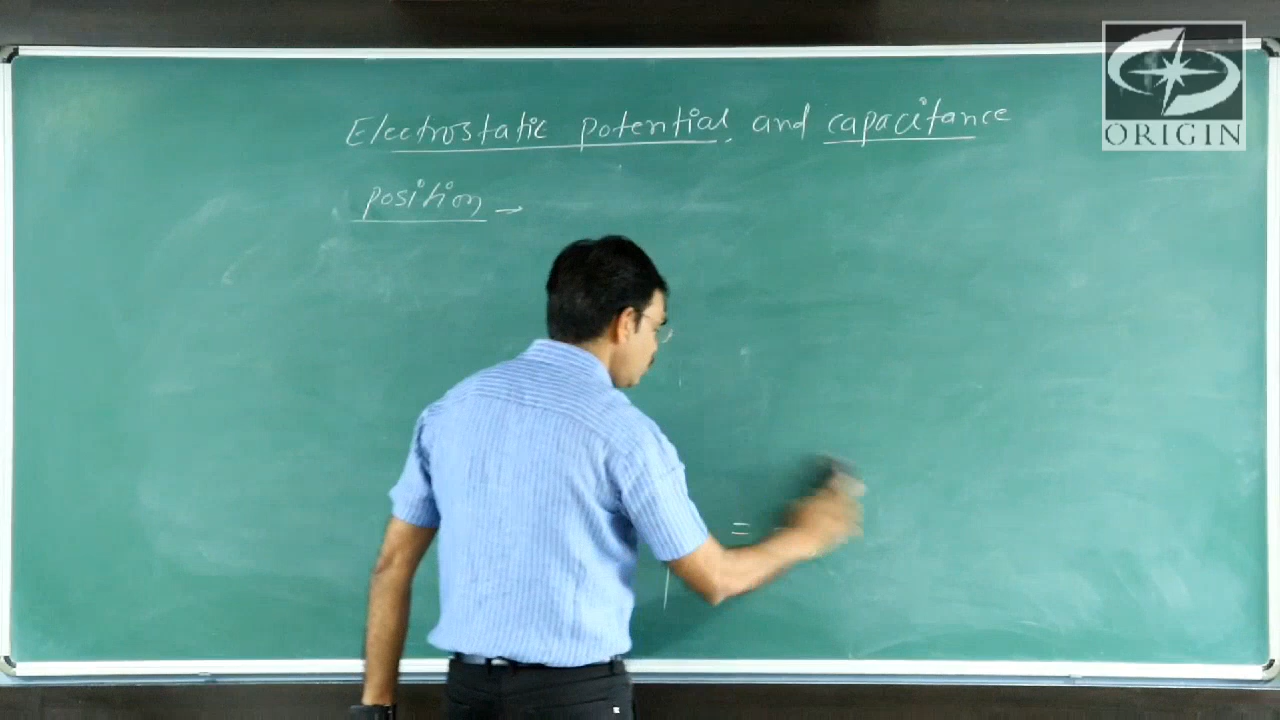 ORIGIN
Electrostatic potential and capacitance
position →
=